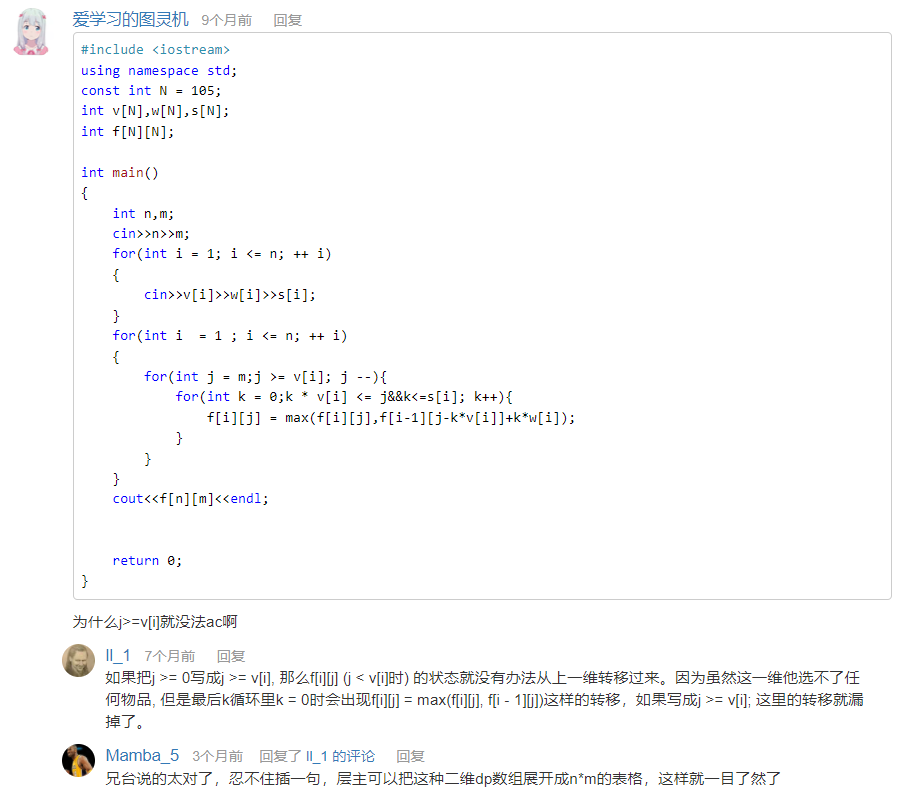 爱学习的图灵机 9个月前 回复
#include <iostream>
using namespace std;
const int N = 105;
int v[N],w[N],s[N];
int f[N][N];
int main()
{
    int n,m;
    cin>>n>>m;
    for(int i = 1; i <= n; ++ i)
    {
        cin>>v[i]>>w[i]>>s[i];
    }
    for(int i  = 1 ; i <= n; ++ i)
    {
        for(int j = m;j >= v[i]; j --){
            for(int k = 0;k * v[i] <= j&&k<=s[i]; k++){
                f[i][j] = max(f[i][j],f[i-1][j-k*v[i]]+k*w[i]);
            }
        }
    }
    cout<<f[n][m]<<endl;
    return 0;
}
为什么j>=v[i]就没法ac啊
ll_1 7个月前 回复
如果把j >= 0写成j >= v[i], 那么f[i][j] (j < v[i]时) 的状态就没有办法从上一维转移过来。因为虽然这一维他选不了任
何物品, 但是最后k循环里k = 0时会出现f[i][j] = max(f[i][j], f[i - 1][j])这样的转移，如果写成j >= v[i]; 这里的转移就漏
掉了。
Mamba_5 3个月前 回复了 ll_1 的评论 回复
兄台说的太对了，忍不住插一句，层主可以把这种二维dp数组展开成n*m的表格，这样就一目了然了